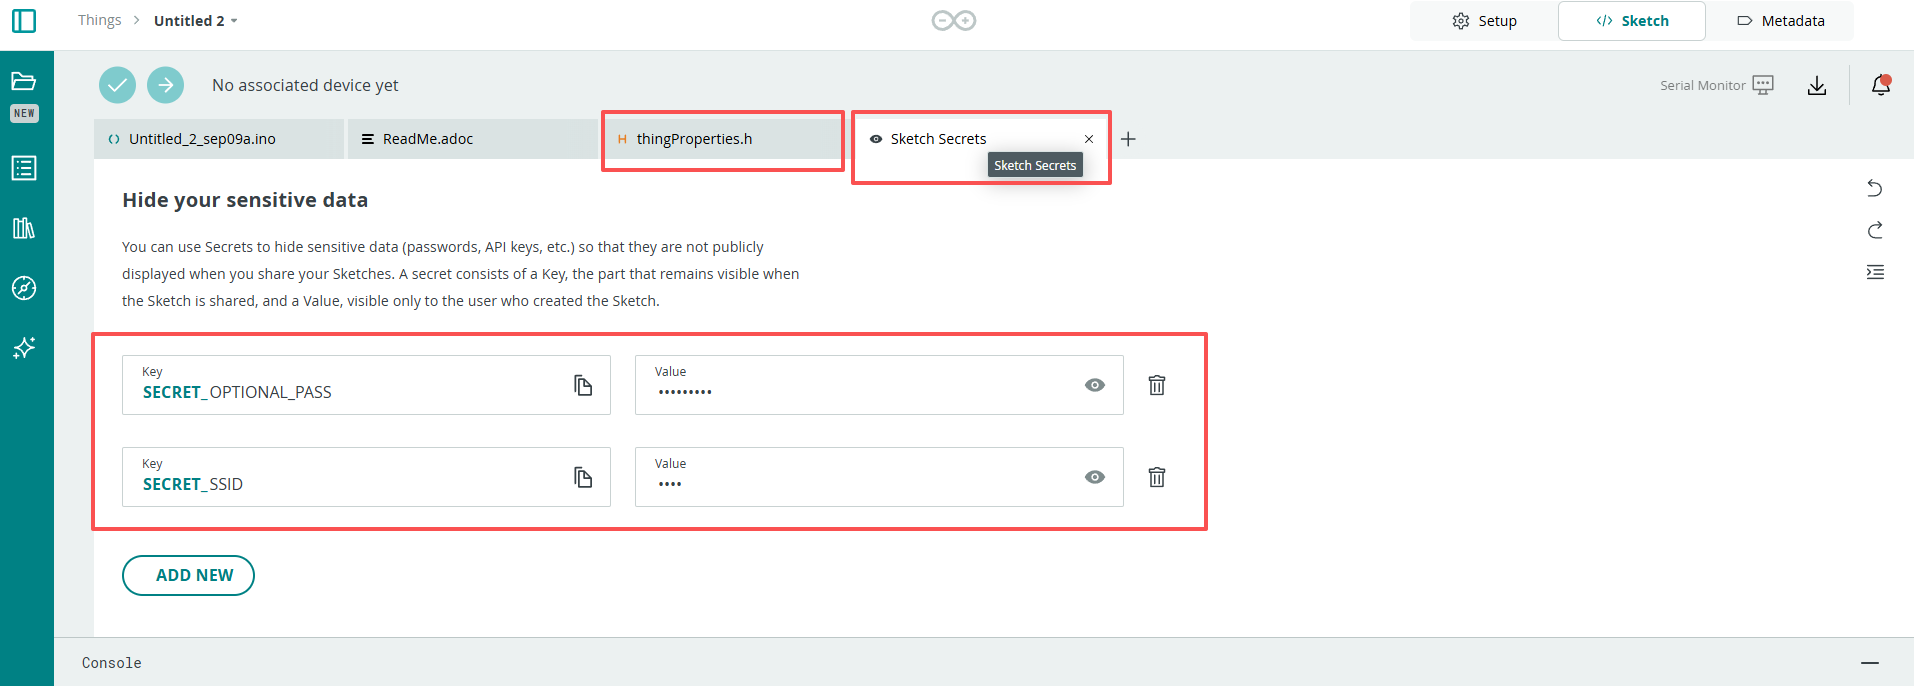 Things > Untitled 2
Setup
Sketch
Metadata
NEW
No associated device yet
Serial Monitor
Untitled_2_sep09a.ino
ReadMe.adoc
H thingProperties.h
Sketch Secrets
Sketch Secrets
Hide your sensitive data
You can use Secrets to hide sensitive data (passwords, API keys, etc.) so that they are not publicly
displayed when you share your Sketches. A secret consists of a Key, the part that remains visible when
the Sketch is shared, and a Value, visible only to the user who created the Sketch.
Key
SECRET_OPTIONAL_PASS
Value
•••••••••
Key
SECRET_SSID
Value
••••
ADD NEW
Console